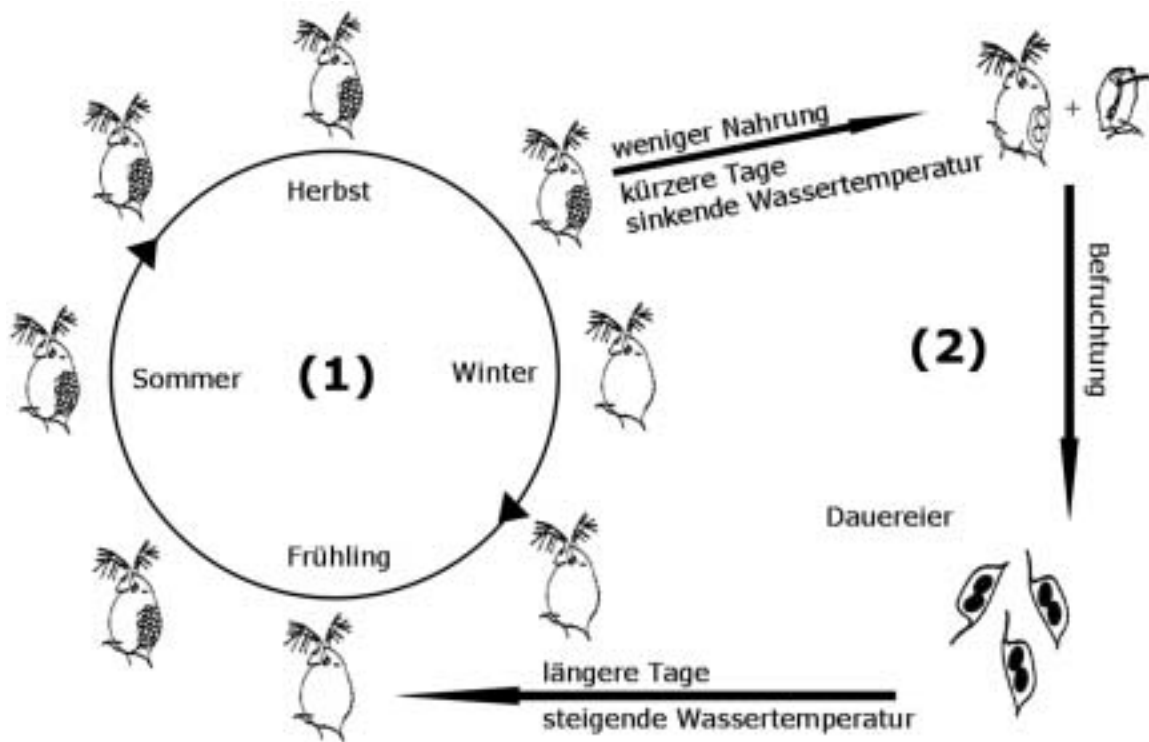 Herbst
Sommer
(1)
Winter
Frühling
weniger Nahrung
kürzere Tage
sinkende Wassertemperatur
+
(2)
Befruchtung
Dauereier
längere Tage
steigende Wassertemperatur